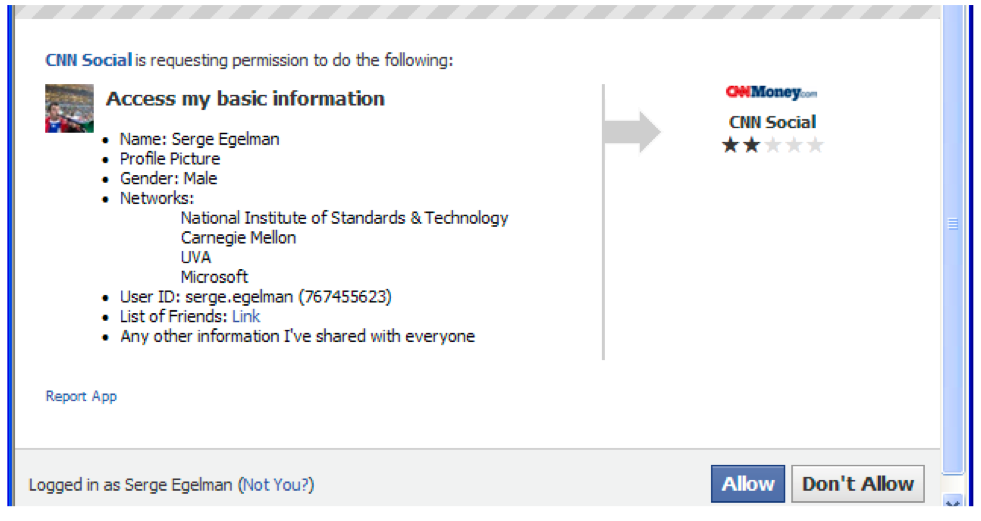 CNN Social is requesting permission to do the following:
Access my basic information
• Name: Serge Egelman
• Profile Picture
• Gender: Male
• Networks:
National Institute of Standards & Technology
Carnegie Mellon
UVA
Microsoft
• User ID: serge.egelman (767455623)
• List of Friends: Link
• Any other information I've shared with everyone
CNNMoney.com
CNN Social
Report App
Logged in as Serge Egelman (Not You?)
Allow
Don't Allow